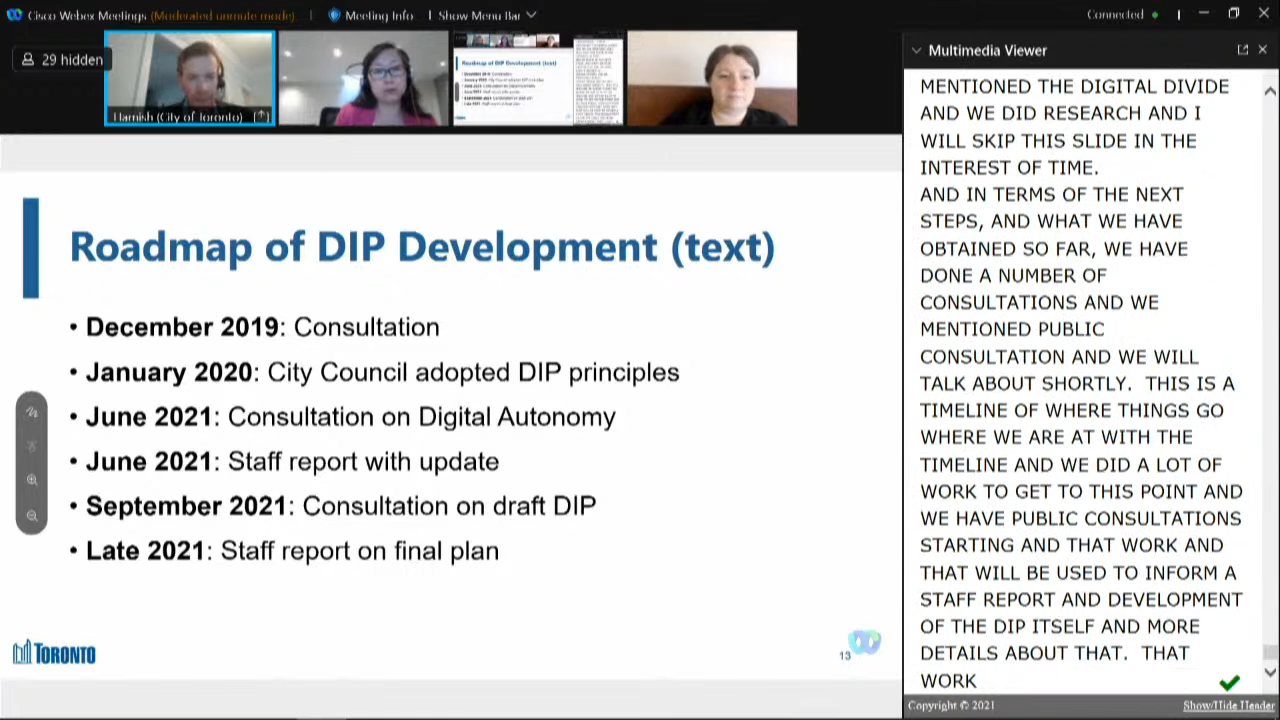 Cisco Webex Meetings (Moderated unmute mode) | Meeting Info | Show Menu Bar
Connected
29 hidden
Hamish (City of Toronto)
Roadmap of DIP Development (text)
Roadmap of DIP Development (text)
• December 2019: Consultation
• January 2020: City Council adopted DIP principles
• June 2021: Consultation on Digital Autonomy
• June 2021: Staff report with update
• September 2021: Consultation on draft DIP
• Late 2021: Staff report on final plan
TORONTO
13
Multimedia Viewer
MENTIONED THE DIGITAL DIVIDE
AND WE DID RESEARCH AND I
WILL SKIP THIS SLIDE IN THE
INTEREST OF TIME.
AND IN TERMS OF THE NEXT
STEPS, AND WHAT WE HAVE
OBTAINED SO FAR, WE HAVE
DONE A NUMBER OF
CONSULTATIONS AND WE
MENTIONED PUBLIC
CONSULTATION AND WE WILL
TALK ABOUT SHORTLY. THIS IS A
TIMELINE OF WHERE THINGS GO
WHERE WE ARE AT WITH THE
TIMELINE AND WE DID A LOT OF
WORK TO GET TO THIS POINT AND
WE HAVE PUBLIC CONSULTATIONS
STARTING AND THAT WORK AND
THAT WILL BE USED TO INFORM A
STAFF REPORT AND DEVELOPMENT
OF THE DIP ITSELF AND MORE
DETAILS ABOUT THAT. THAT
WORK
Copyright © 2021
Show/Hide Header